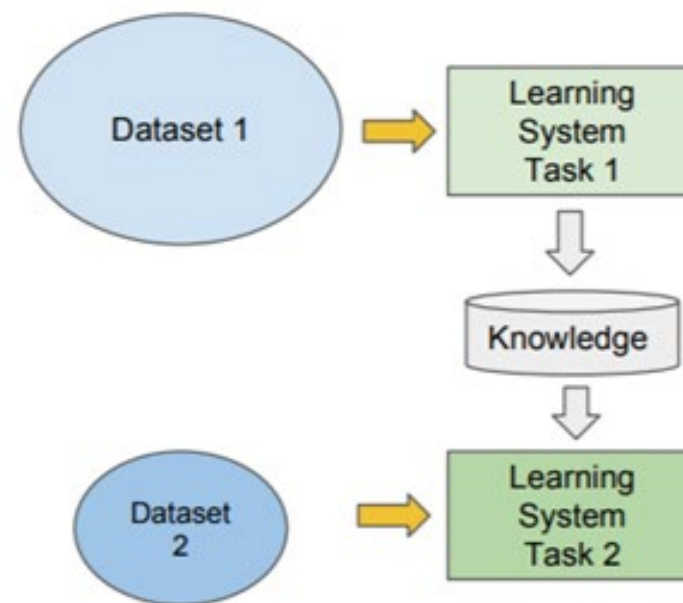 Dataset 1
Learning
System
Task 1
Knowledge
Dataset
2
Learning
System
Task 2